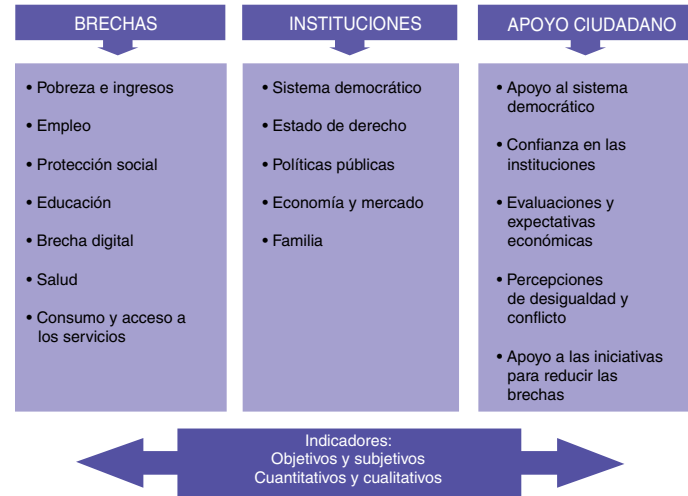 BRECHAS
• Pobreza e ingresos
• Empleo
• Protección social
• Educación
• Brecha digital
• Salud
• Consumo y acceso a
los servicios
INSTITUCIONES
• Sistema democrático
• Estado de derecho
• Políticas públicas
• Economía y mercado
• Familia
APOYO CIUDADANO
• Apoyo al sistema
democrático
• Confianza en las
instituciones
• Evaluaciones y
expectativas
económicas
• Percepciones
de desigualdad y
conflicto
• Apoyo a las iniciativas
para reducir las
brechas
Indicadores:
Objetivos y subjetivos
Cuantitativos y cualitativos